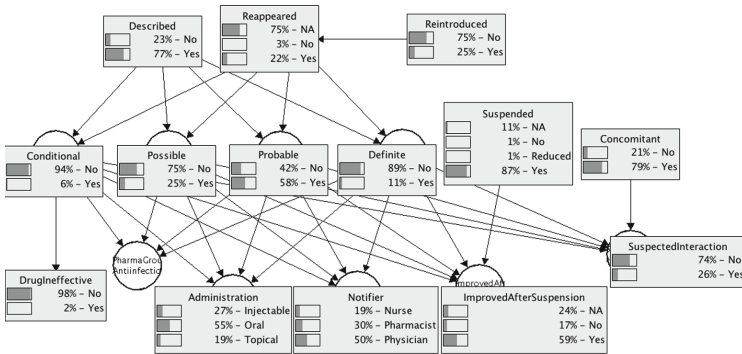 Described
23% – No
77% – Yes
Reappeared
75% – NA
3% – No
22% – Yes
Reintroduced
75% – No
25% – Yes
Suspended
11% – NA
1% – No
1% – Reduced
87% – Yes
Concomitant
21% – No
79% – Yes
Conditional
94% – No
6% – Yes
Possible
75% – No
25% – Yes
Probable
42% – No
58% – Yes
Definite
89% – No
11% – Yes
PharmaGrou
Antiinfectio
SuspectedInteraction
74% – No
26% – Yes
DrugIneffective
98% – No
2% – Yes
Administration
27% – Injectable
55% – Oral
19% – Topical
Notifier
19% – Nurse
30% – Pharmacist
50% – Physician
ImprovedAft
ImprovedAfterSuspension
24% – NA
17% – No
59% – Yes